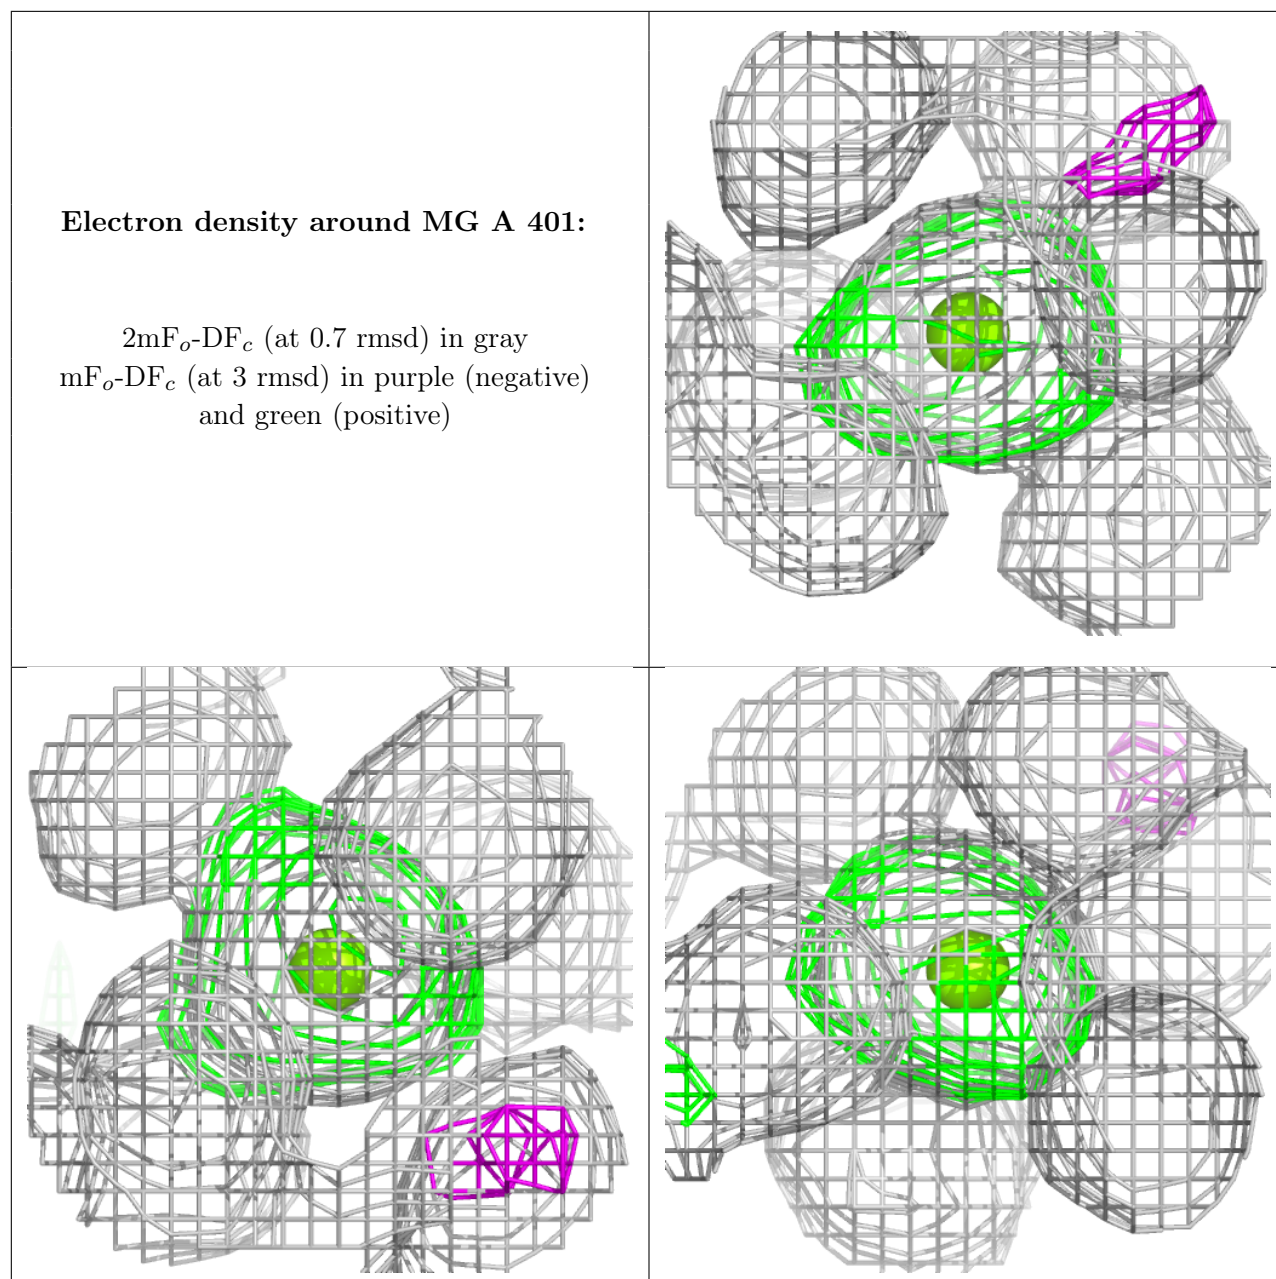 Electron density around MG A 401:
2mFo-DFc (at 0.7 rmsd) in gray
mFo-DFc (at 3 rmsd) in purple (negative)
and green (positive)